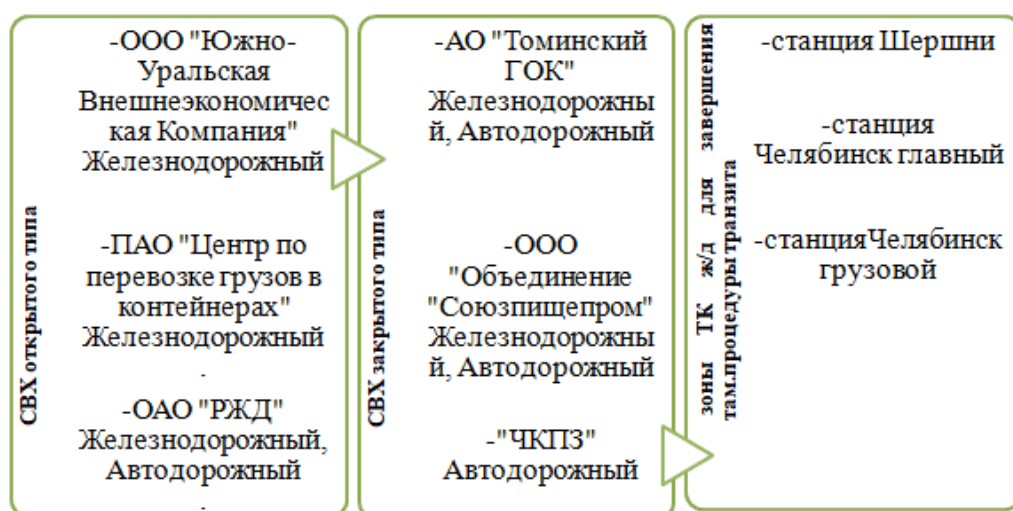 СВХ открытого типа
-ООО "Южно-
Уральская
Внешнеэкономичес
кая Компания"
Железнодорожный
-ПАО "Центр по
перевозке грузов в
контейнерах"
Железнодорожный
.
-ОАО "РЖД"
Железнодорожный,
Автодорожный
.
СВХ закрытого типа
-АО "Томинский
ГОК"
Железнодорожны
й, Автодорожный
-ООО
"Объединение
"Союзпищепром"
Железнодорожны
й, Автодорожный
-"ЧКПЗ"
Автодорожный
зоны ТК ж/д для завершения
там.процедуры транзита
-станция Шершни
-станция
Челябинск главный
-станцияЧелябинск
грузовой